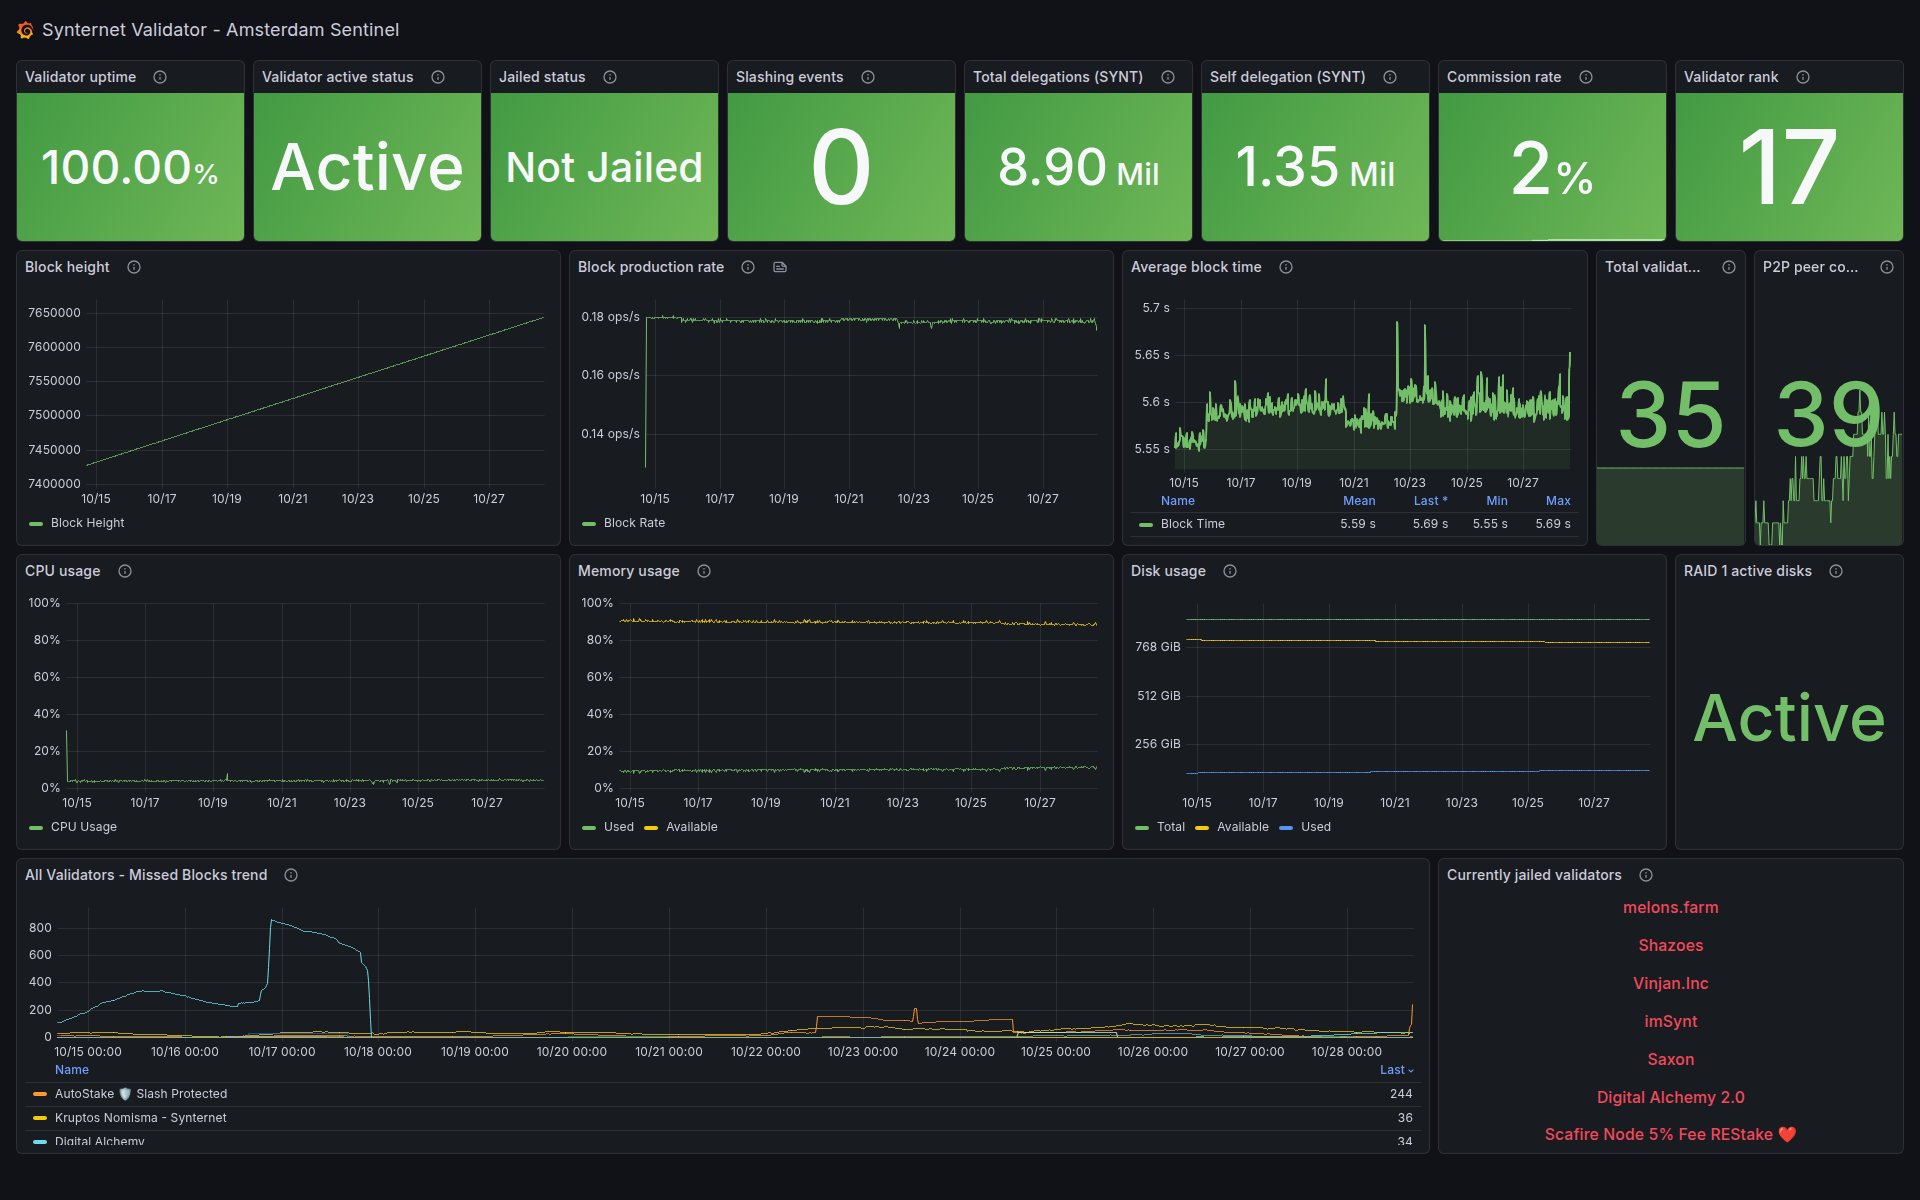 Synternet Validator - Amsterdam Sentinel
Validator uptime
100.00%
Validator active status
Active
Jailed status
Not Jailed
Slashing events
0
Total delegations (SYNT)
8.90 Mil
Self delegation (SYNT)
1.35 Mil
Commission rate
2%
Validator rank
17
Block height
7650000
7600000
7550000
7500000
7450000
7400000
10/15 10/17 10/19 10/21 10/23 10/25 10/27
Block Height
Block production rate
0.18 ops/s
0.16 ops/s
0.14 ops/s
10/15 10/17 10/19 10/21 10/23 10/25 10/27
Block Rate
Average block time
5.7 s
5.65 s
5.6 s
5.55 s
10/15 10/17 10/19 10/21 10/23 10/25 10/27
Name Mean Last * Min Max
Block Time 5.59 s 5.69 s 5.55 s 5.69 s
Total validat...
35
P2P peer co...
39
CPU usage
100%
80%
60%
40%
20%
0%
10/15 10/17 10/19 10/21 10/23 10/25 10/27
CPU Usage
Memory usage
100%
80%
60%
40%
20%
0%
10/15 10/17 10/19 10/21 10/23 10/25 10/27
Used Available
Disk usage
768 GiB
512 GiB
256 GiB
10/15 10/17 10/19 10/21 10/23 10/25 10/27
Total Available Used
RAID 1 active disks
Active
All Validators - Missed Blocks trend
800
600
400
200
0
10/15 00:00 10/16 00:00 10/17 00:00 10/18 00:00 10/19 00:00 10/20 00:00 10/21 00:00 10/22 00:00 10/23 00:00 10/24 00:00 10/25 00:00 10/26 00:00 10/27 00:00 10/28 00:00
Name Last
AutoStake 🛡️ Slash Protected 244
Kruptos Nomisma - Synternet 36
Digital Alchemy 34
Currently jailed validators
melons.farm
Shazoes
Vinjan.Inc
imSynt
Saxon
Digital Alchemy 2.0
Scafire Node 5% Fee REStake ❤️